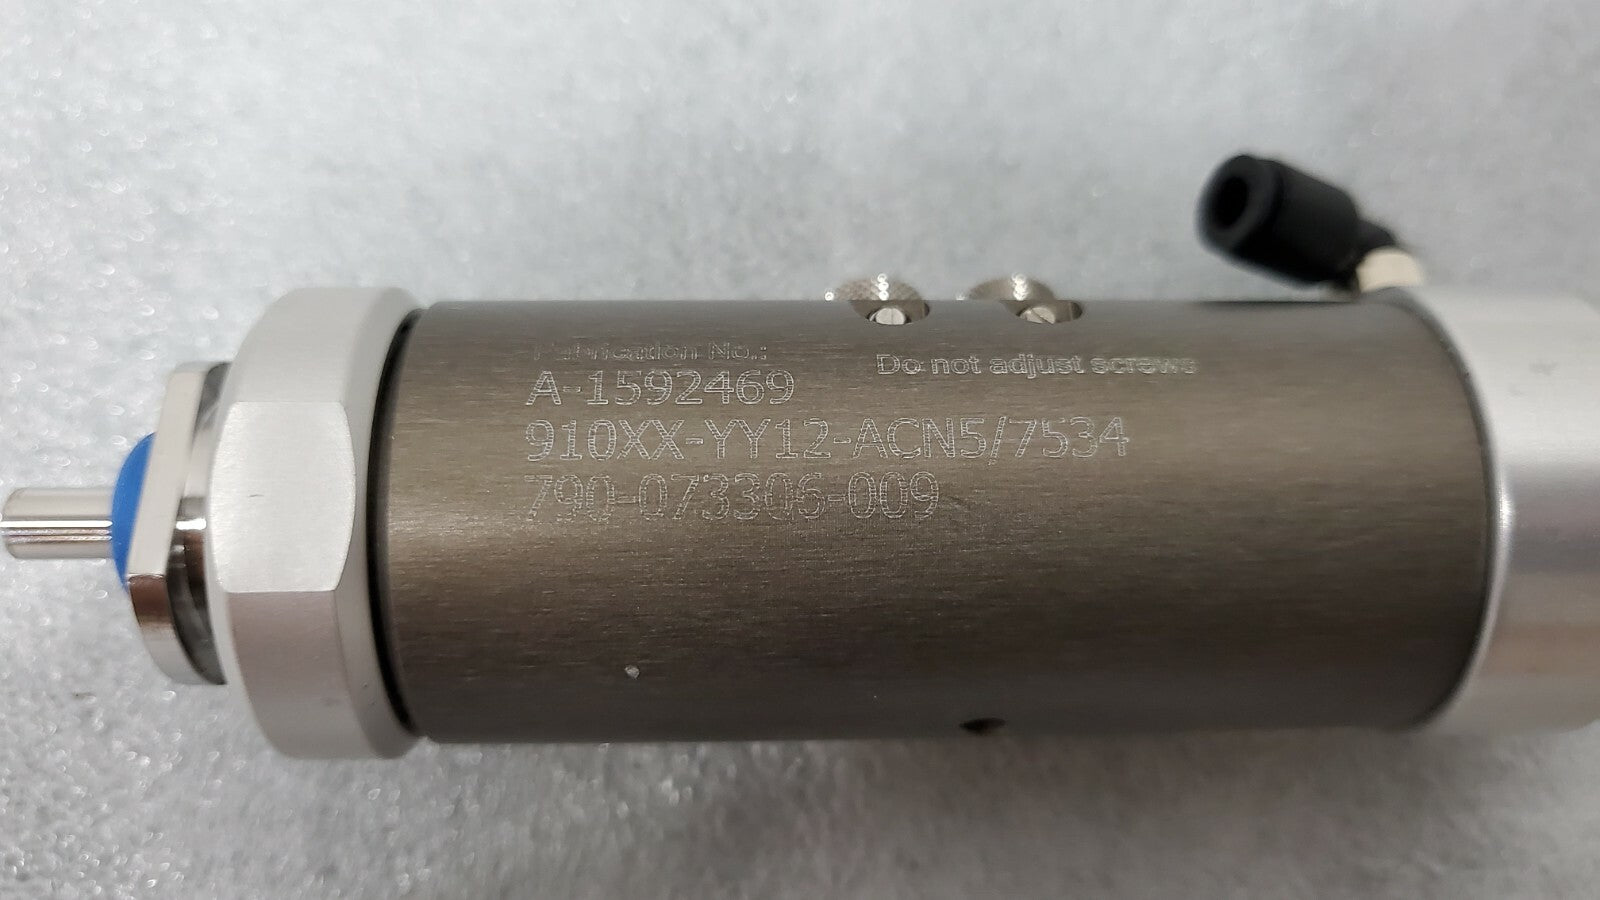 Fabrication No.:
Do not adjust screws
A-1592469
910XX-YY12-ACN5/7534
790-073306-009